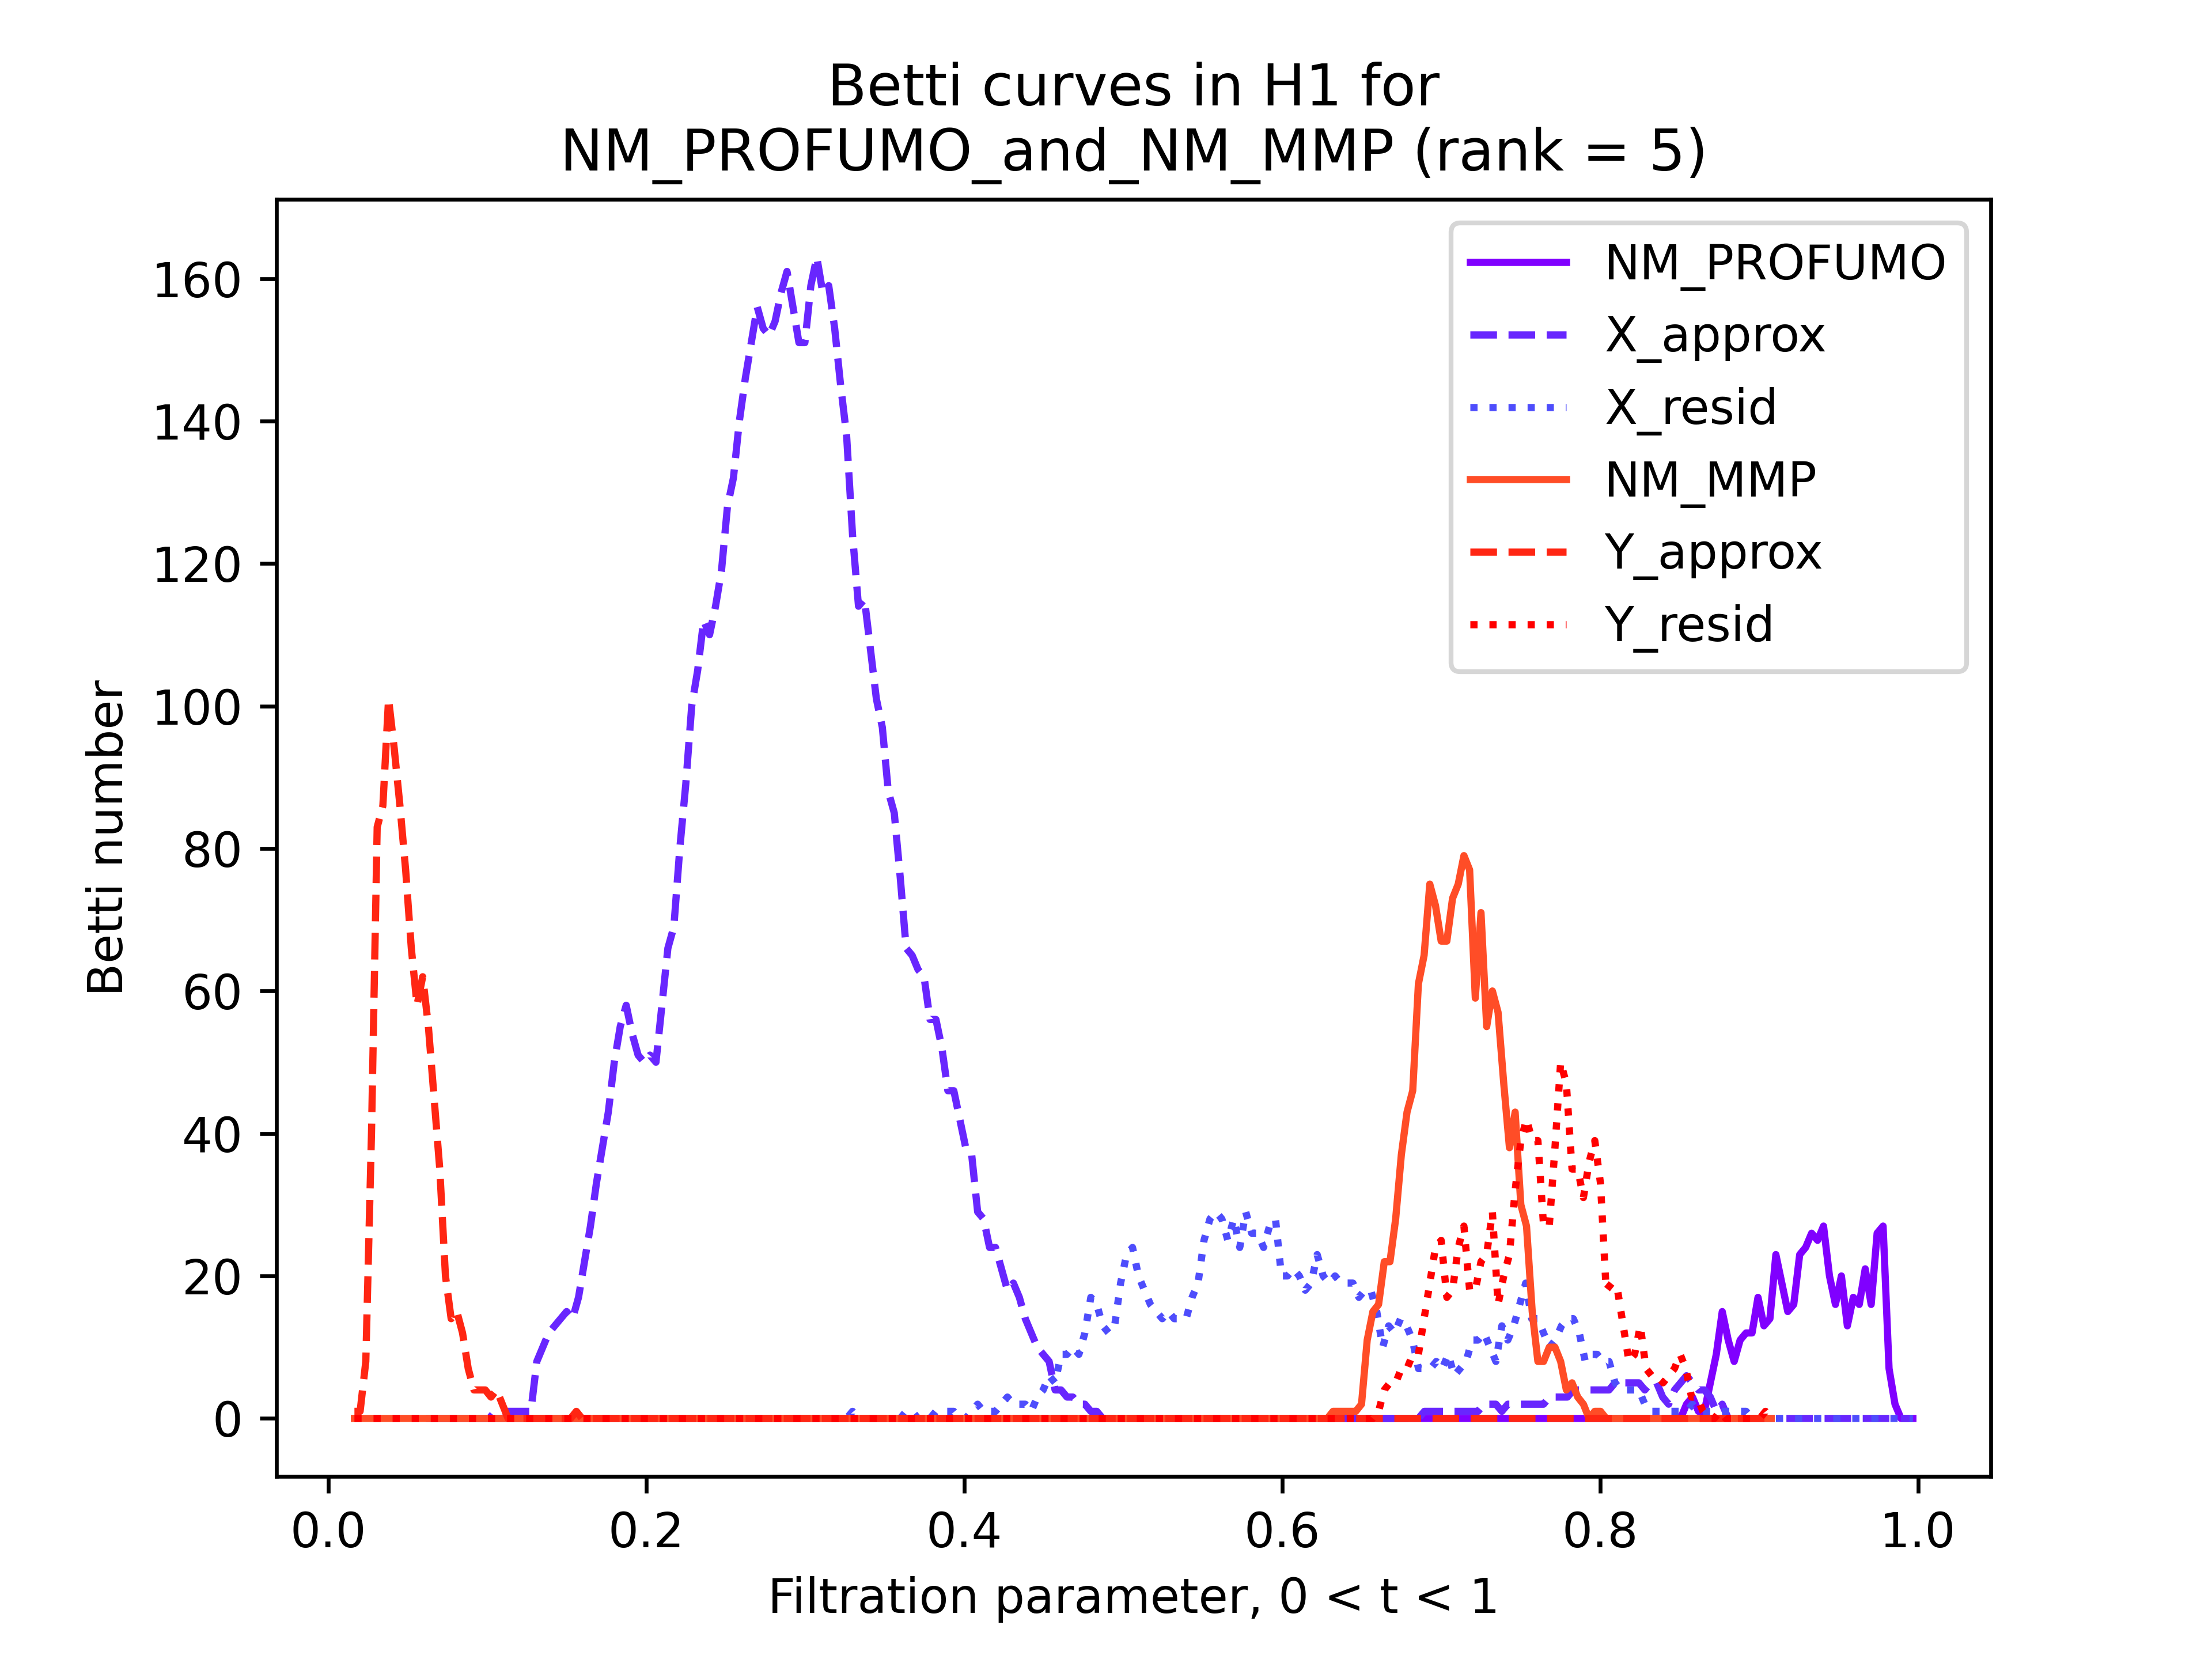 Betti curves in H1 for
NM_PROFUMO_and_NM_MMP (rank = 5)
NM_PROFUMO
X_approx
X_resid
NM_MMP
Y_approx
Y_resid
Betti number
160
140
120
100
80
60
40
20
0
0.0 0.2 0.4 0.6 0.8 1.0
Filtration parameter, 0 < t < 1